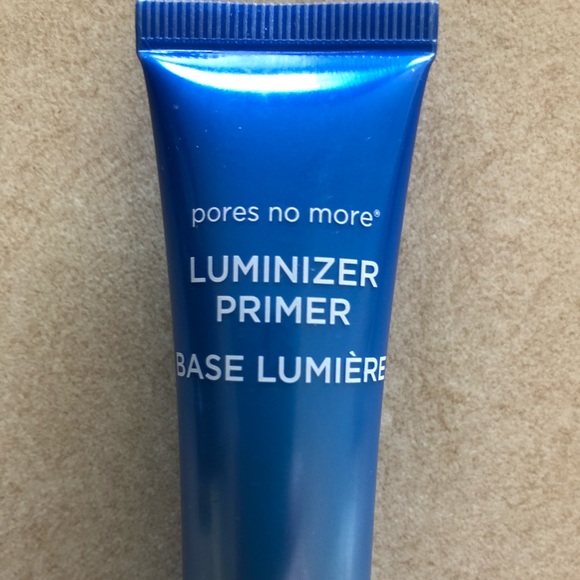 pores no more®
LUMINIZER
PRIMER
BASE LUMIÈRE